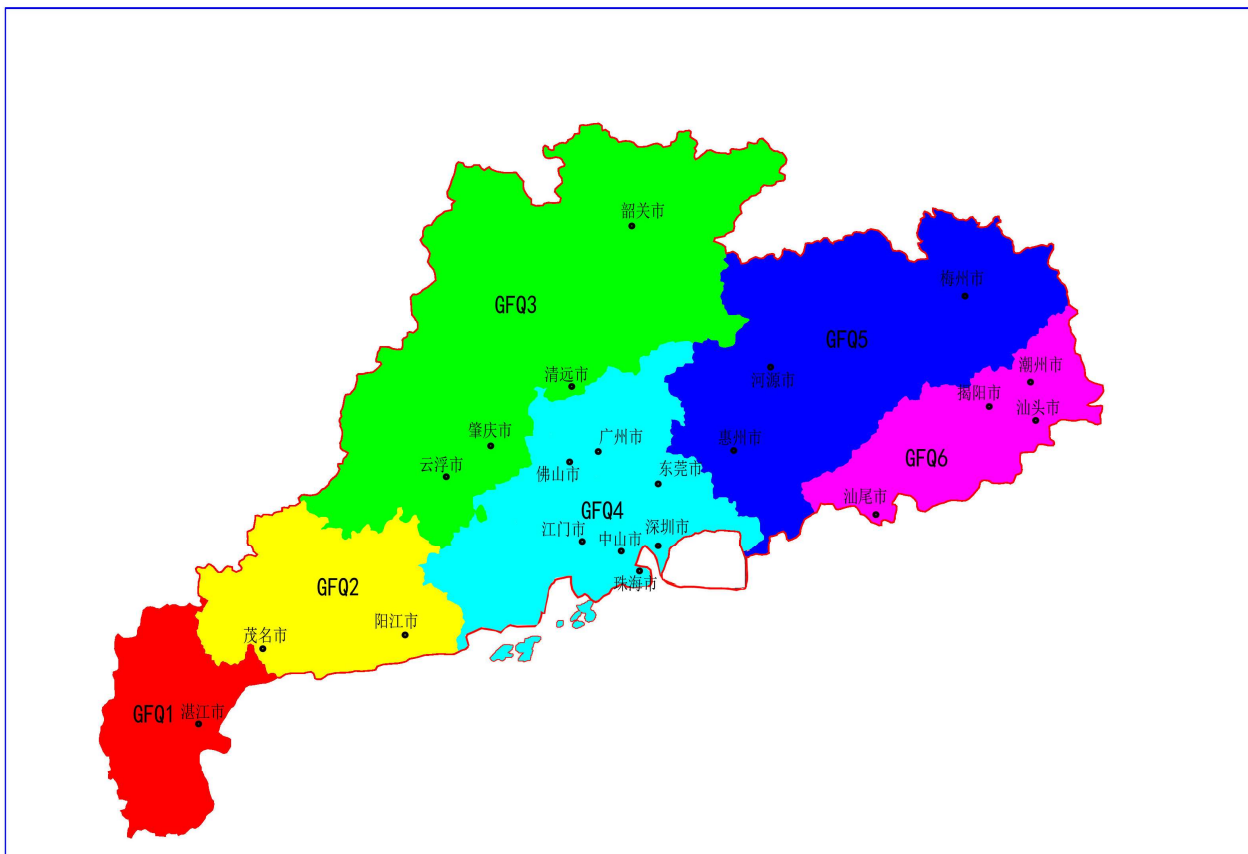 韶关市
梅州市
GFQ3
GFQ5
河源市
清远市
潮州市
揭阳市
汕头市
肇庆市
广州市
惠州市
云浮市
佛山市
东莞市
GFQ6
汕尾市
GFQ4
江门市
中山市
深圳市
珠海市
GFQ2
阳江市
茂名市
GFQ1
湛江市